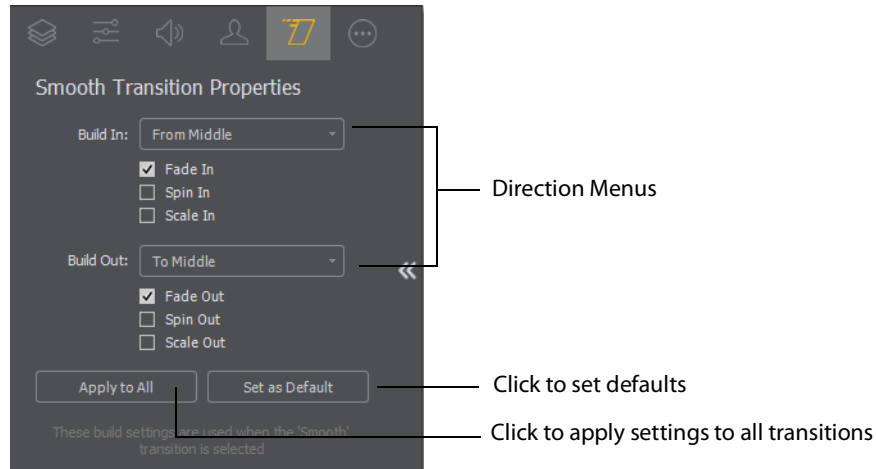 Smooth Transition Properties
Build In: From Middle
Fade In
Spin In
Scale In
Direction Menus
Build Out: To Middle
Fade Out
Spin Out
Scale Out
Apply to All
Set as Default
Click to set defaults
These build settings are used when the 'Smooth'
transition is selected
Click to apply settings to all transitions